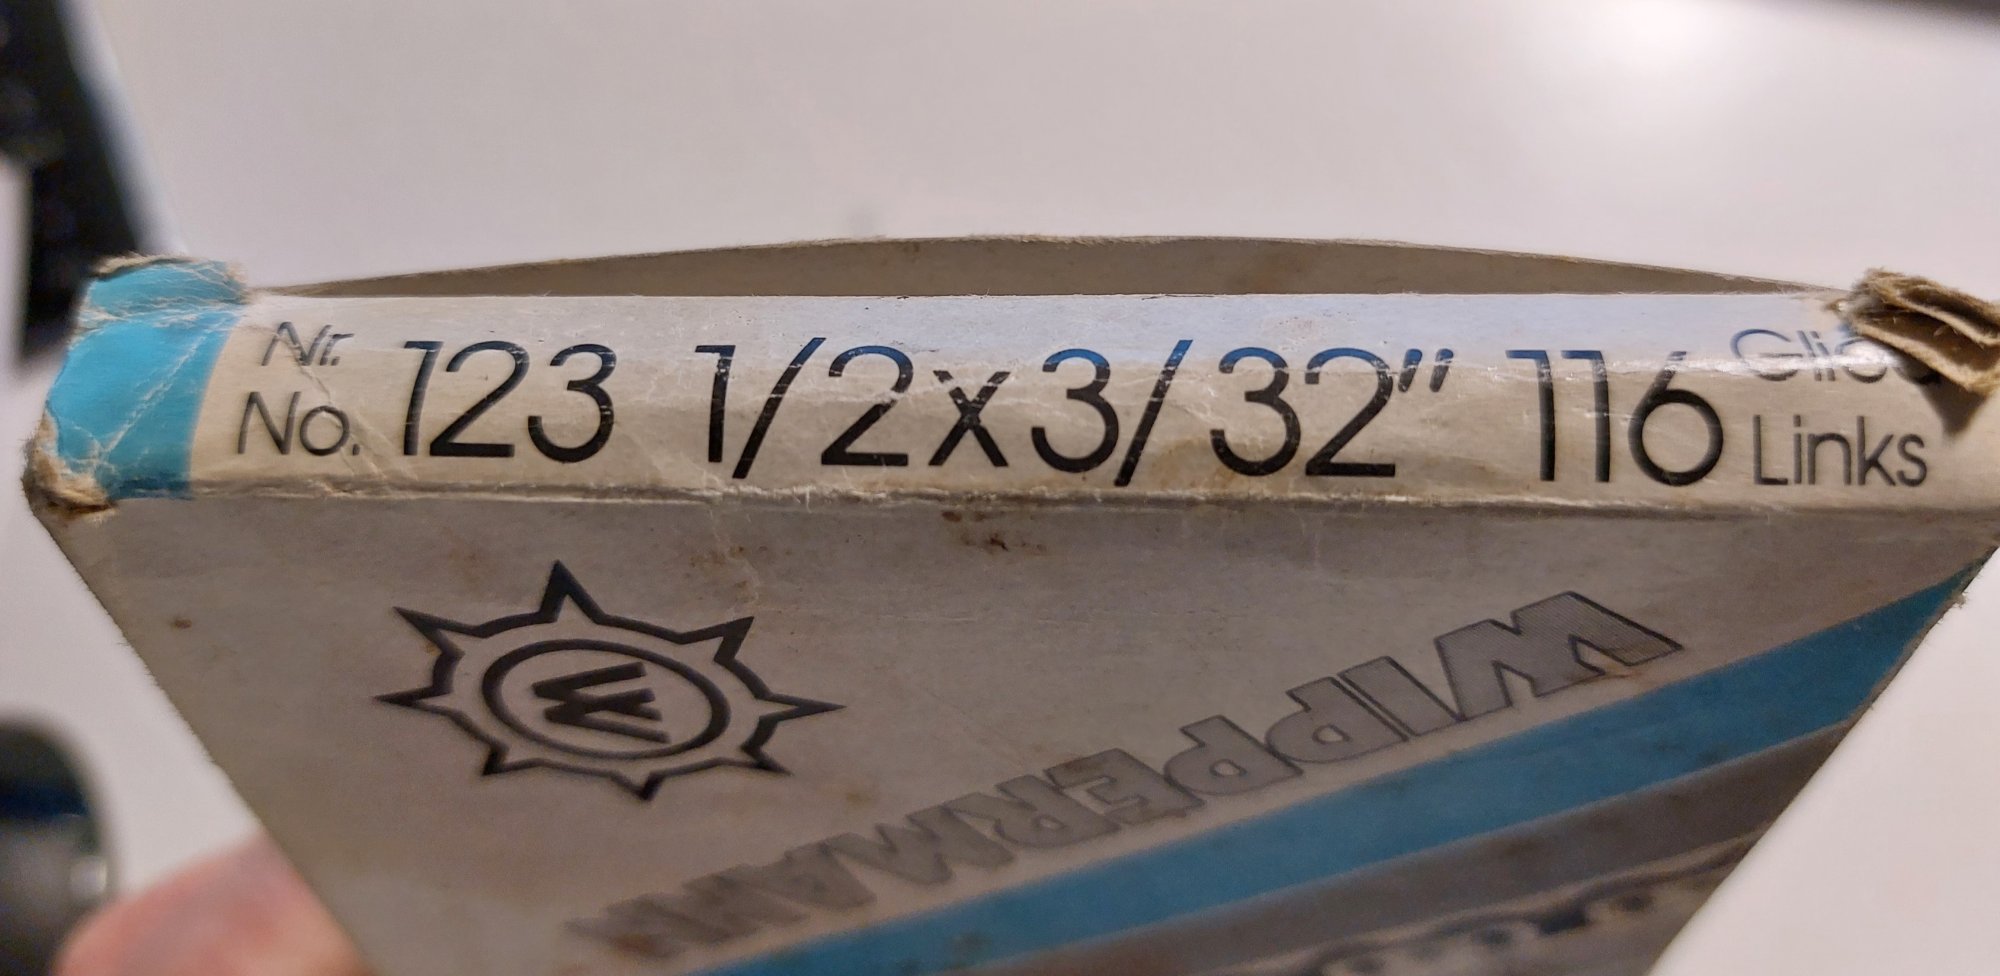 Nr.
No. 123 1/2x3/32" 116
Links
W
WIPPERMANN